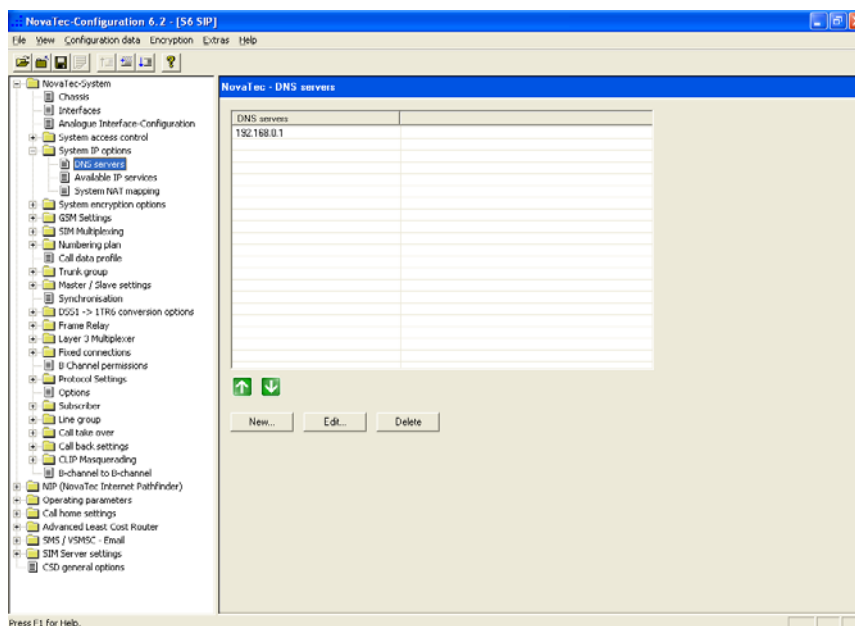 NovaTec-Configuration 6.2 - [S6 SIP]
File View Configuration data Encryption Extras Help
NovaTec-System
Chassis
Interfaces
Analogue Interface-Configuration
System access control
System IP options
DNS servers
Available IP services
System NAT mapping
System encryption options
GSM Settings
SIM Multiplexing
Numbering plan
Call data profile
Trunk group
Master / Slave settings
Synchronisation
DSS1 -> 1TR6 conversion options
Frame Relay
Layer 3 Multiplexer
Fixed connections
B Channel permissions
Protocol Settings
Options
Subscriber
Line group
Call take over
Call back settings
CLIP Masquerading
B-channel to B-channel
NIP (NovaTec Internet Pathfinder)
Operating parameters
Call home settings
Advanced Least Cost Router
SMS / VSMSC - Email
SIM Server settings
CSD general options
NovaTec - DNS servers
DNS servers
192.168.0.1
New... Edit... Delete
Press F1 for Help.